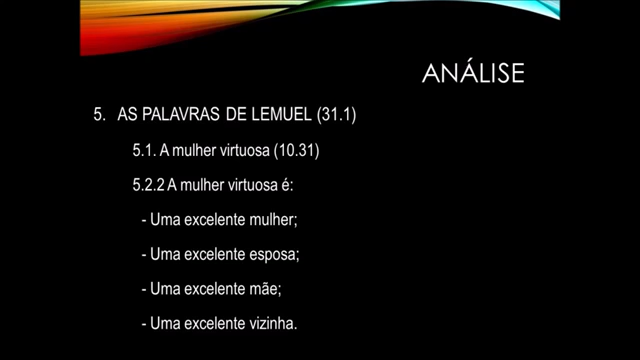 ANÁLISE
5. AS PALAVRAS DE LEMUEL (31.1)
5.1. A mulher virtuosa (10.31)
5.2.2 A mulher virtuosa é:
- Uma excelente mulher;
- Uma excelente esposa;
- Uma excelente mãe;
- Uma excelente vizinha.